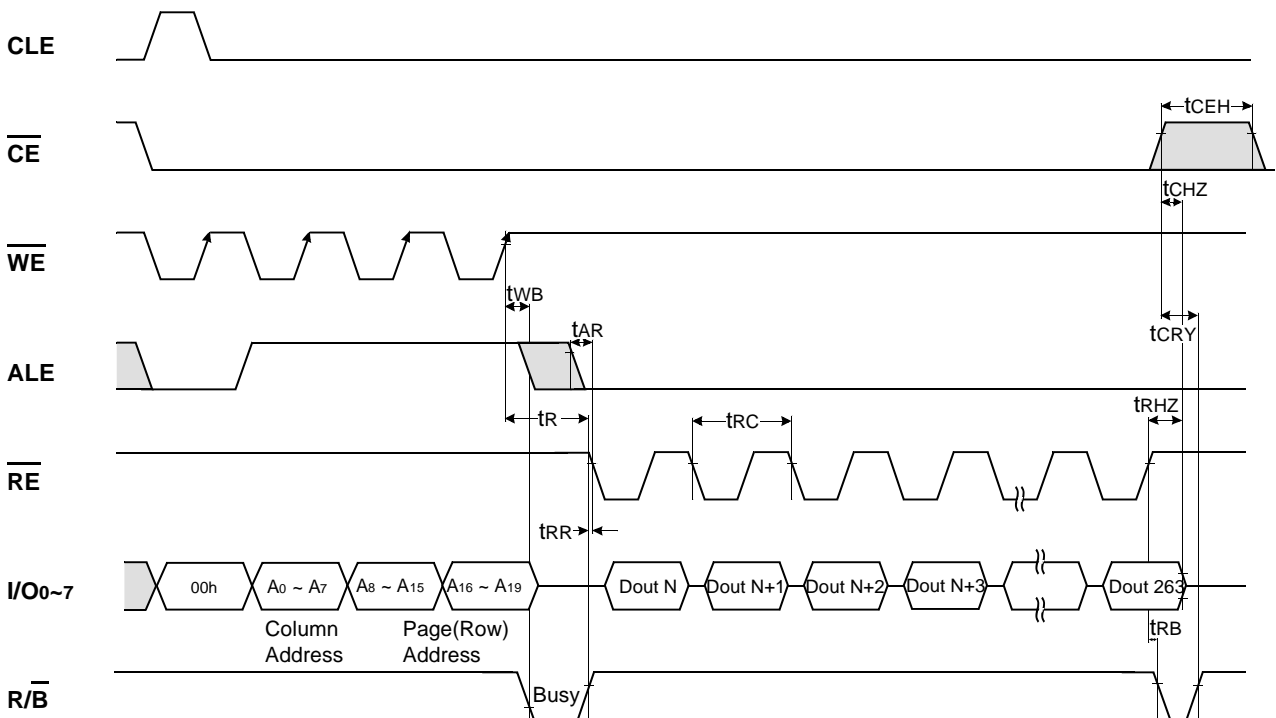 CLE
tCEH
CE
tCHZ
WE
tWB
tAR
tCRY
ALE
tR
tRC
tRHZ
RE
tRR
I/O0~7
00h
A0 ~ A7
A8 ~ A15
A16 ~ A19
Dout N
Dout N+1
Dout N+2
Dout N+3
Dout 263
Column
Address
Page(Row)
Address
tRB
R/B
Busy